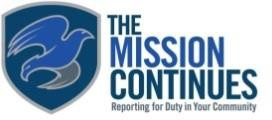 THE
MISSION
CONTINUES
Reporting for Duty in Your Community